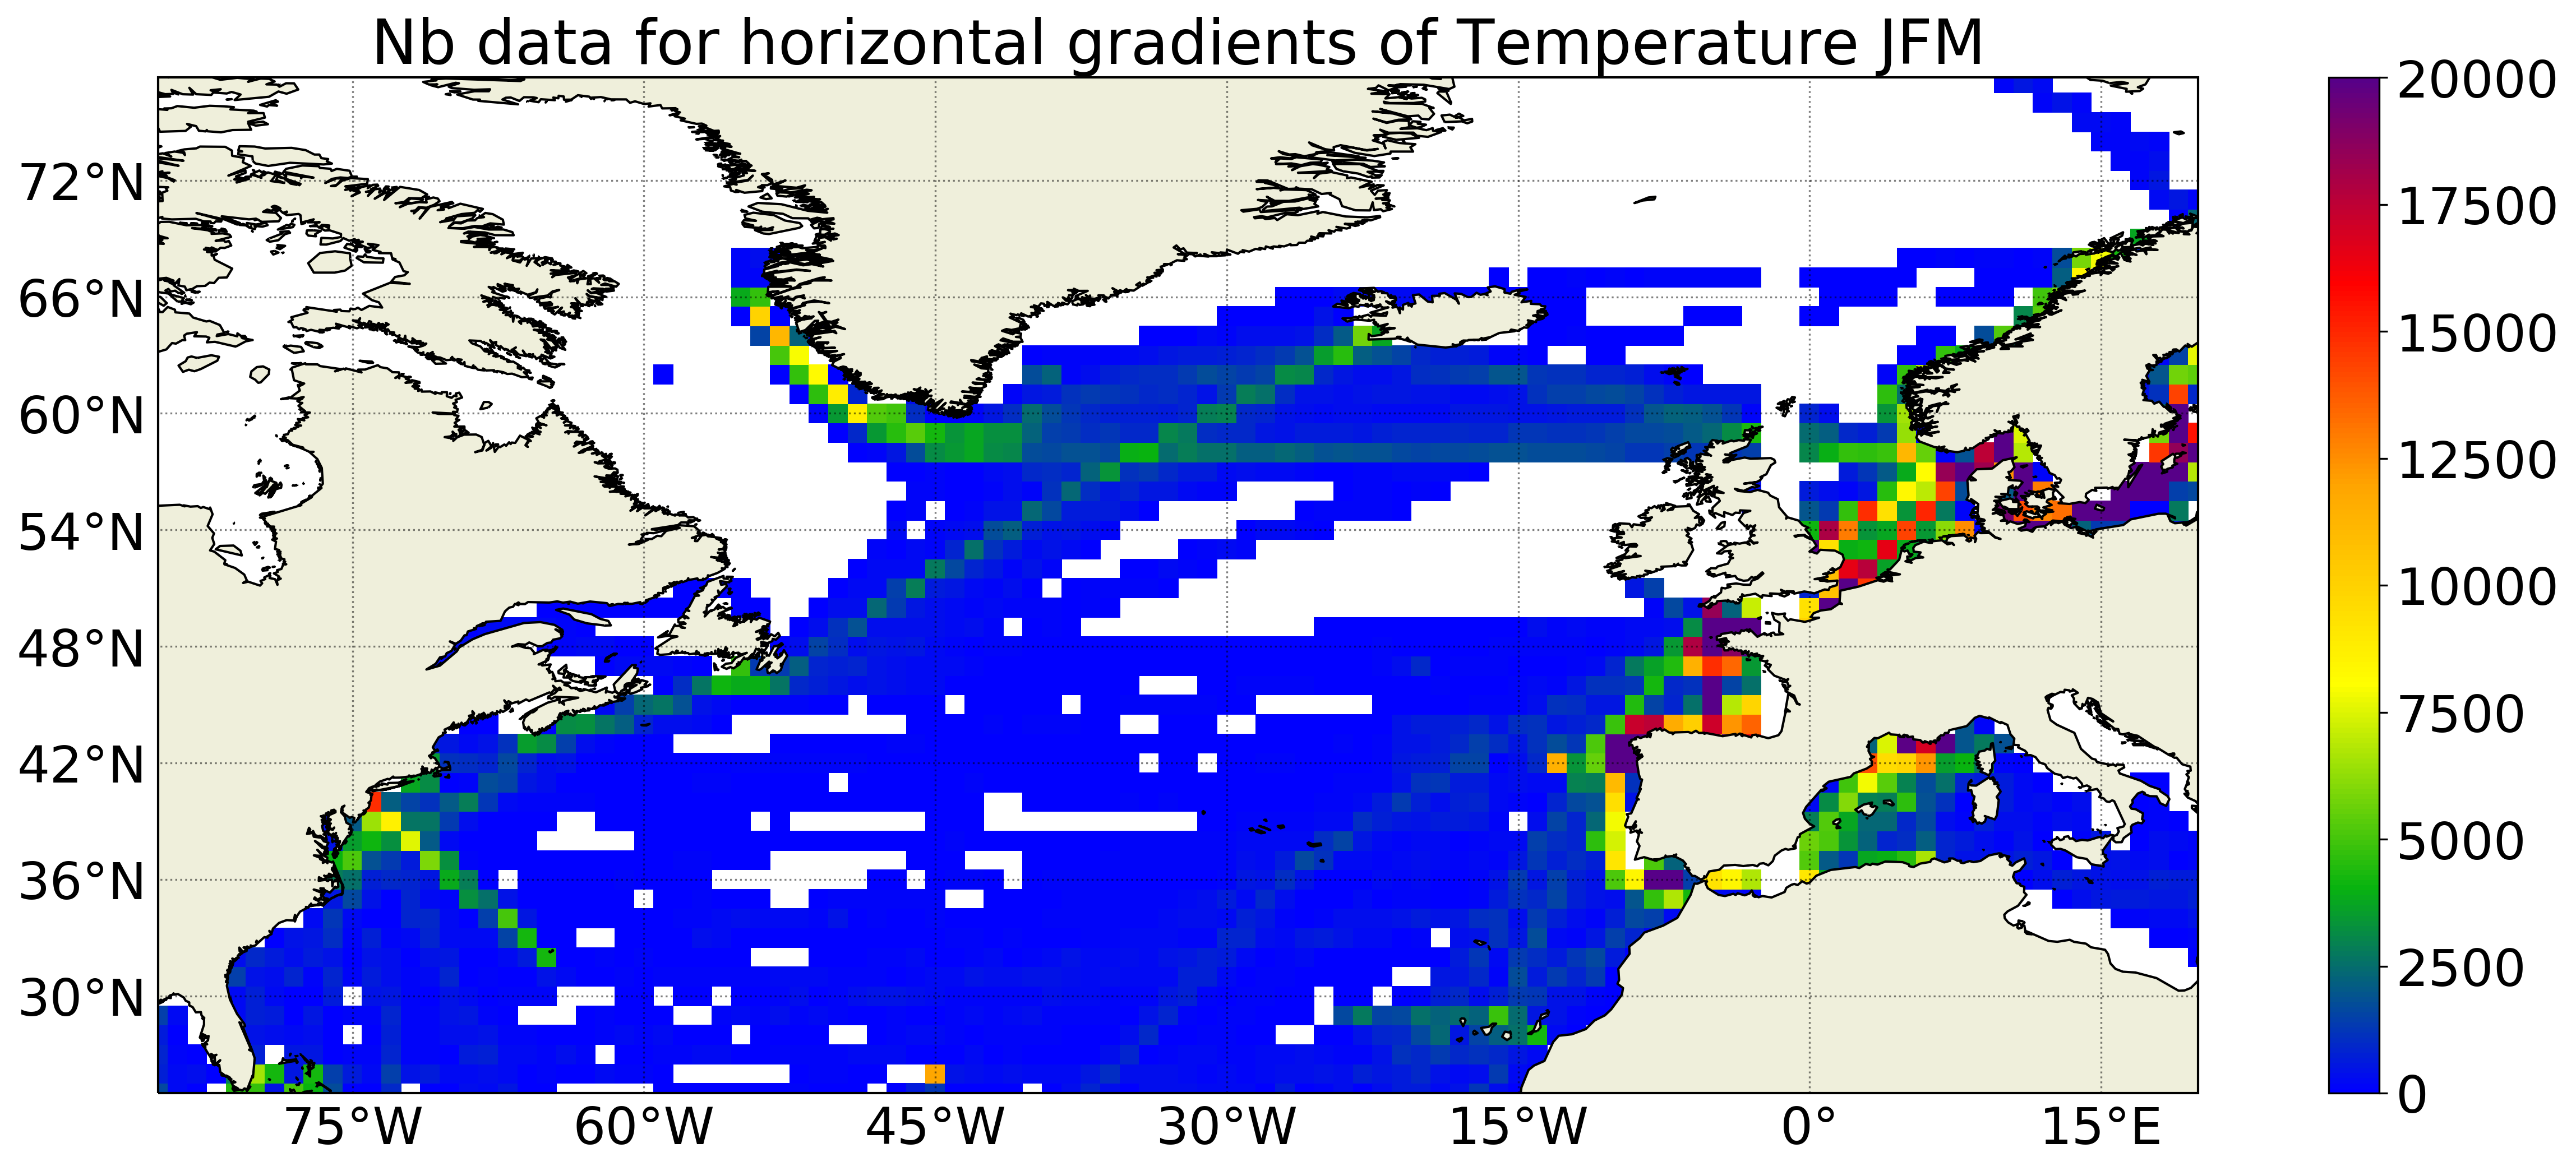 Nb data for horizontal gradients of Temperature JFM
72°N
66°N
60°N
54°N
48°N
42°N
36°N
30°N
75°W
60°W
45°W
30°W
15°W
0°
15°E
20000
17500
15000
12500
10000
7500
5000
2500
0